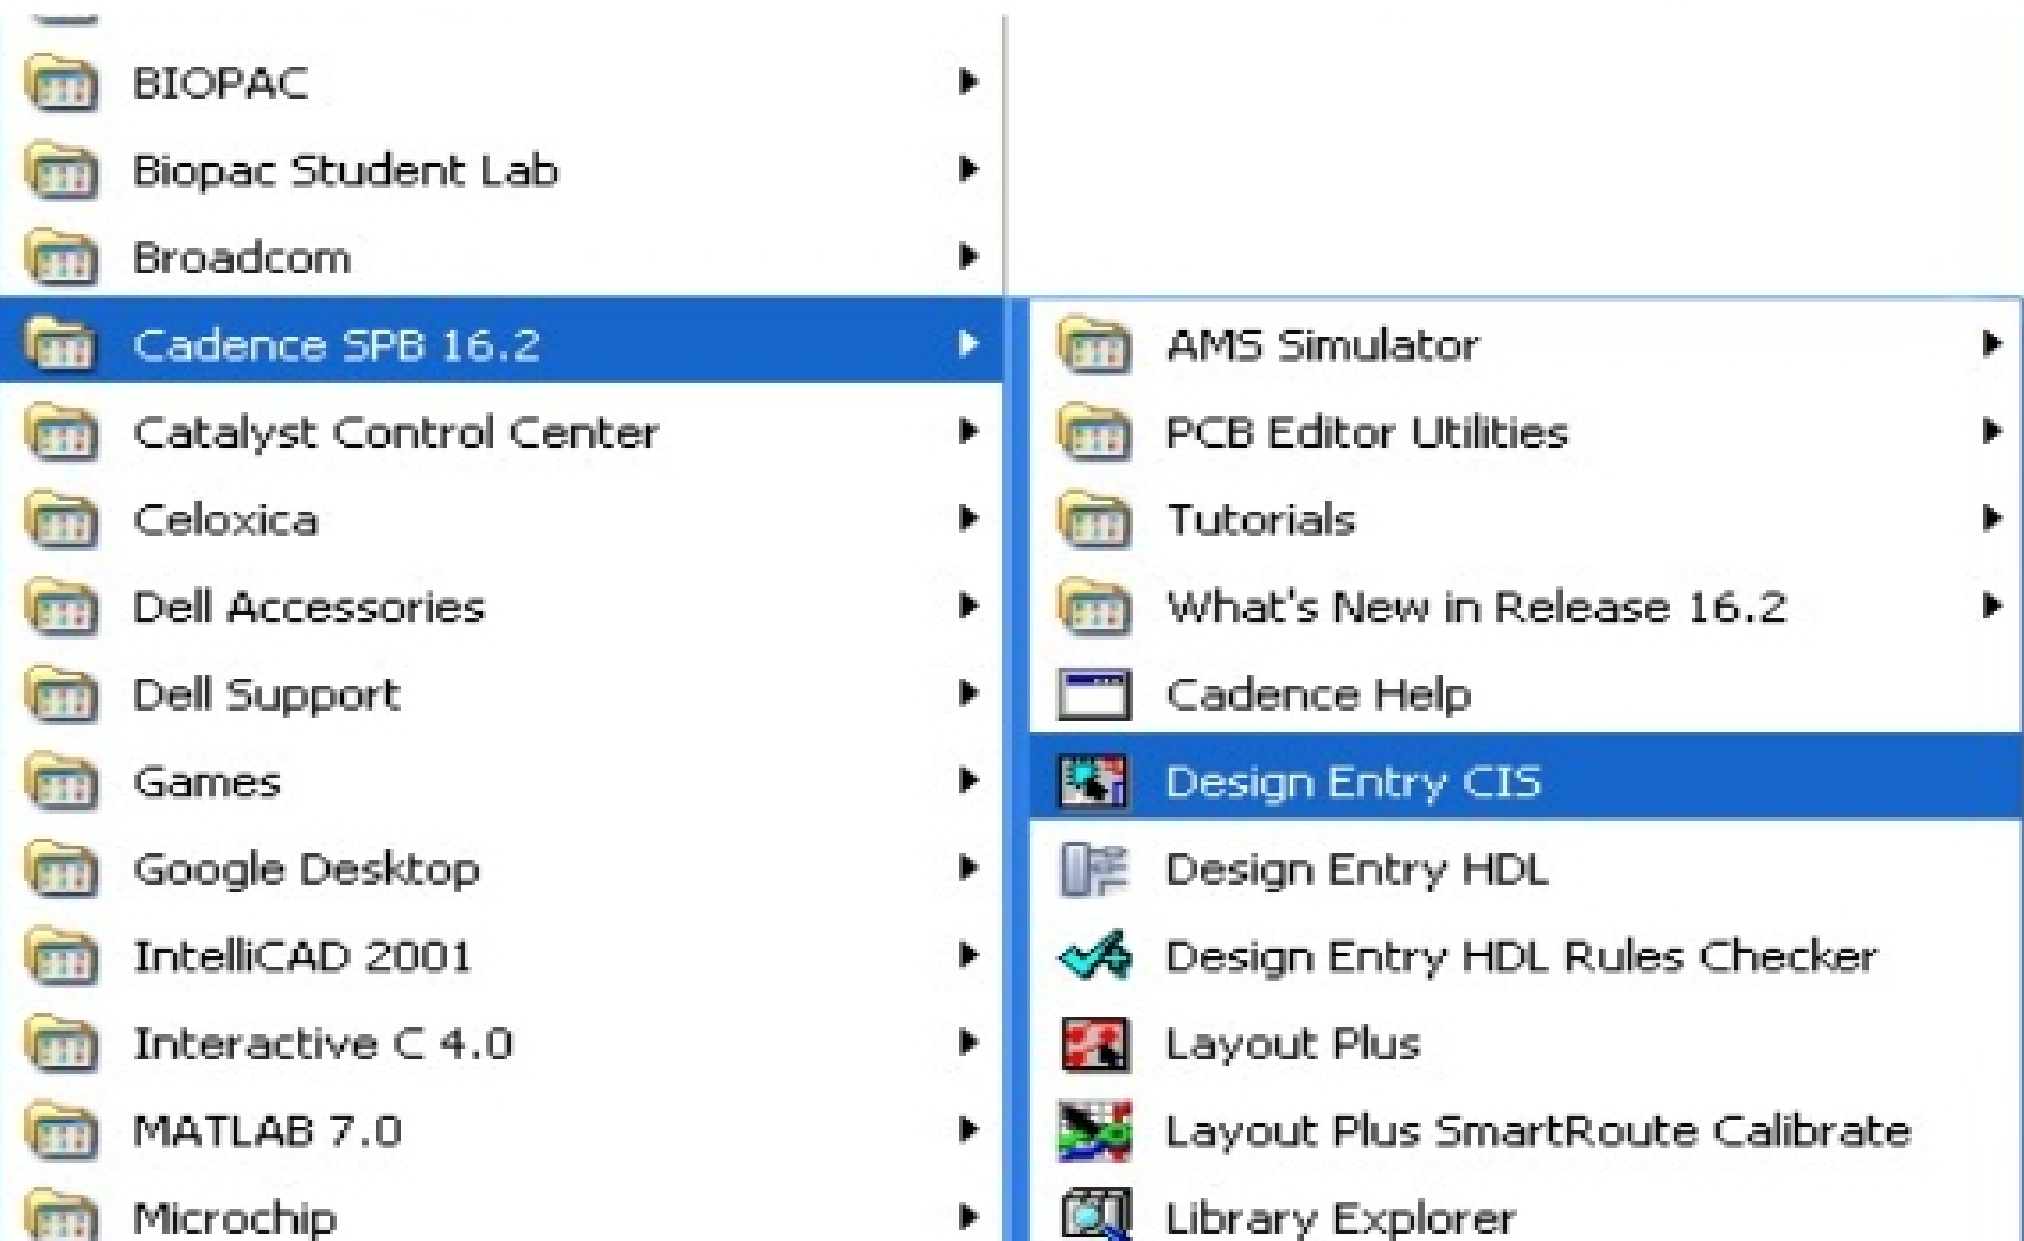 BIOPAC
Biopac Student Lab
Broadcom
Cadence SPB 16.2
Catalyst Control Center
Celoxica
Dell Accessories
Dell Support
Games
Google Desktop
IntelliCAD 2001
Interactive C 4.0
MATLAB 7.0
Microchip
AMS Simulator
PCB Editor Utilities
Tutorials
What's New in Release 16.2
Cadence Help
Design Entry CIS
Design Entry HDL
Design Entry HDL Rules Checker
Layout Plus
Layout Plus SmartRoute Calibrate
Library Explorer